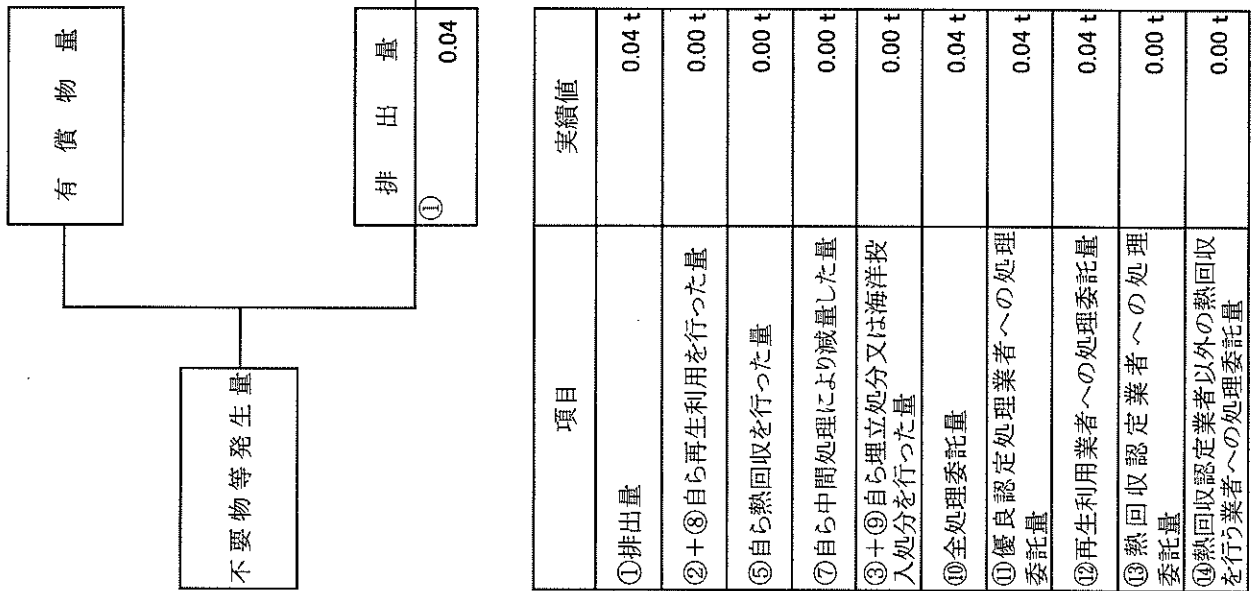 有償物量
不要物等発生量
排出量
①
0.04
項目 実績値
①排出量 0.04 t
②+⑧自ら再生利用を行った量 0.00 t
⑤自ら熱回収を行った量 0.00 t
⑦自ら中間処理により減量した量 0.00 t
③+⑨自ら埋立処分又は海洋投
入処分を行った量 0.00 t
⑩全処理委託量 0.04 t
⑪優良認定処理業者への処理
委託量 0.04 t
⑫再生利用業者への処理委託量 0.04 t
⑬熱回収認定業者への処理
委託量 0.00 t
⑭熱回収認定業者以外の熱回収
を行う業者への処理委託量 0.00 t